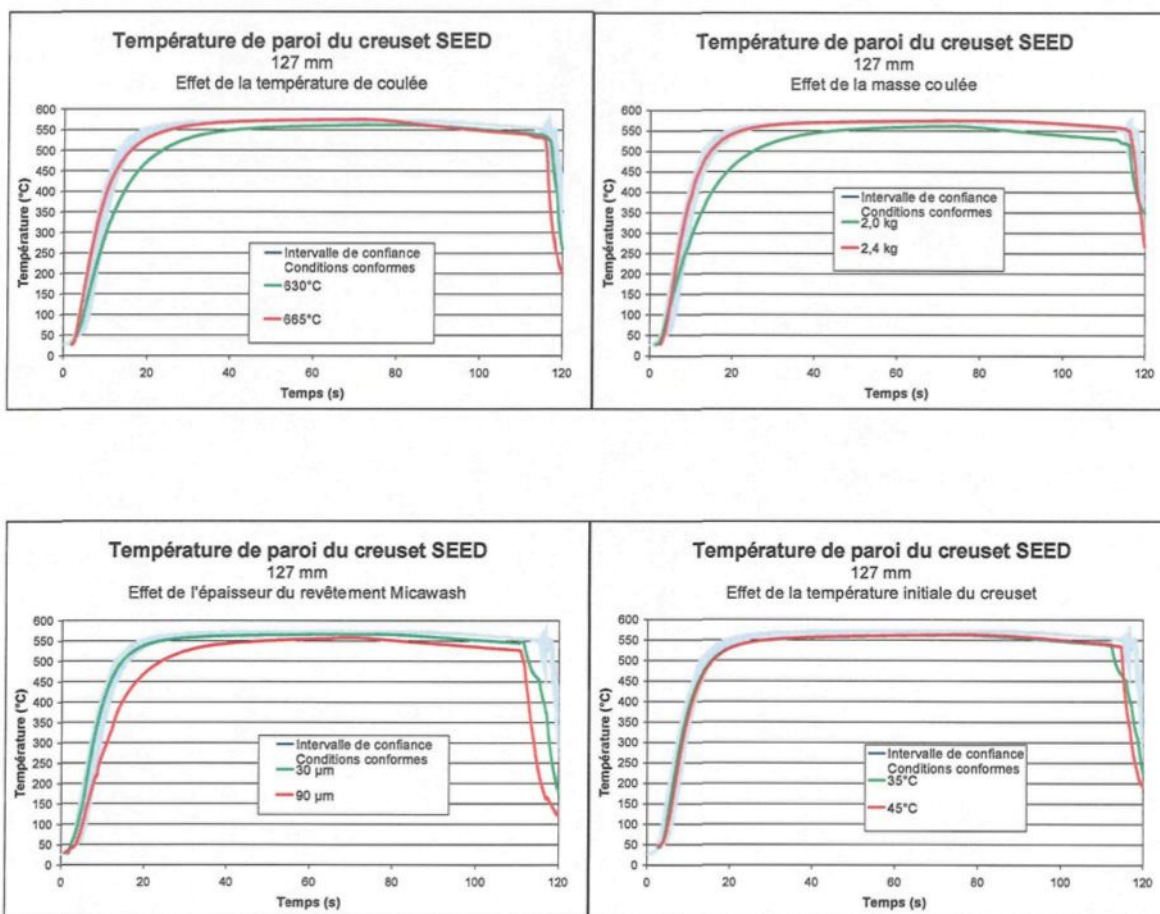 Température de paroi du creuset SEED
127 mm
Effet de la température de coulée
Température (°C)
600
550
500
450
400
350
300
250
200
150
100
50
0
Intervalle de confiance
Conditions conformes
630°C
665°C
0 20 40 60 80 100 120
Temps (s)
Température de paroi du creuset SEED
127 mm
Effet de la masse coulée
Température (°C)
600
550
500
450
400
350
300
250
200
150
100
50
0
Intervalle de confiance
Conditions conformes
2,0 kg
2,4 kg
0 20 40 60 80 100 120
Temps (s)
Température de paroi du creuset SEED
127 mm
Effet de l'épaisseur du revêtement Micawash
Température (°C)
600
550
500
450
400
350
300
250
200
150
100
50
0
Intervalle de confiance
Conditions conformes
30 µm
90 µm
0 20 40 60 80 100 120
Temps (s)
Température de paroi du creuset SEED
127 mm
Effet de la température initiale du creuset
Température (°C)
600
550
500
450
400
350
300
250
200
150
100
50
0
Intervalle de confiance
Conditions conformes
35°C
45°C
0 20 40 60 80 100 120
Temps (s)